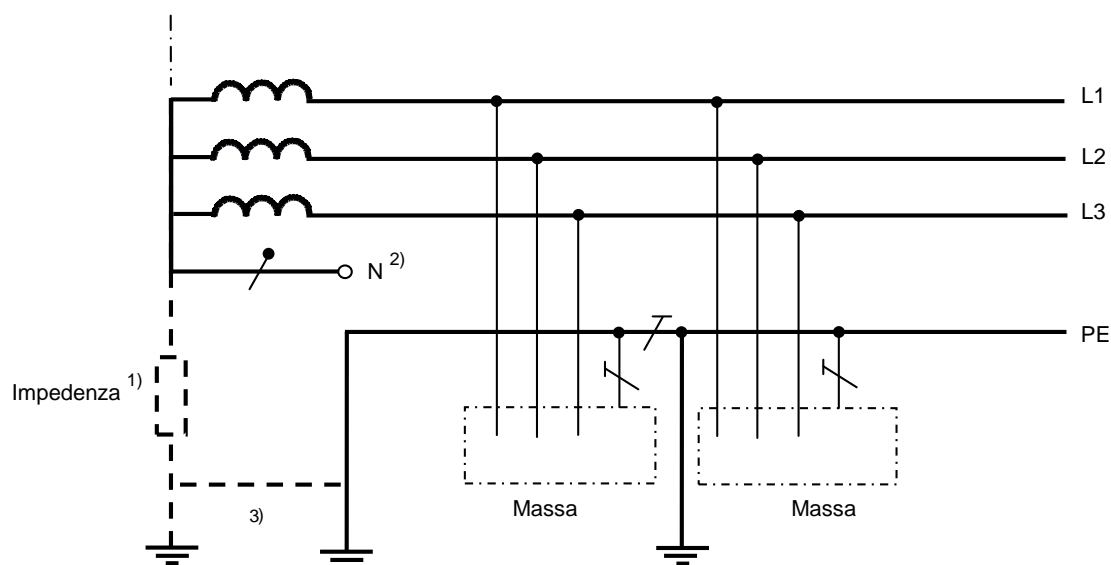 L1
L2
L3
N 2)
PE
Impedenza 1)
3)
Massa
Massa